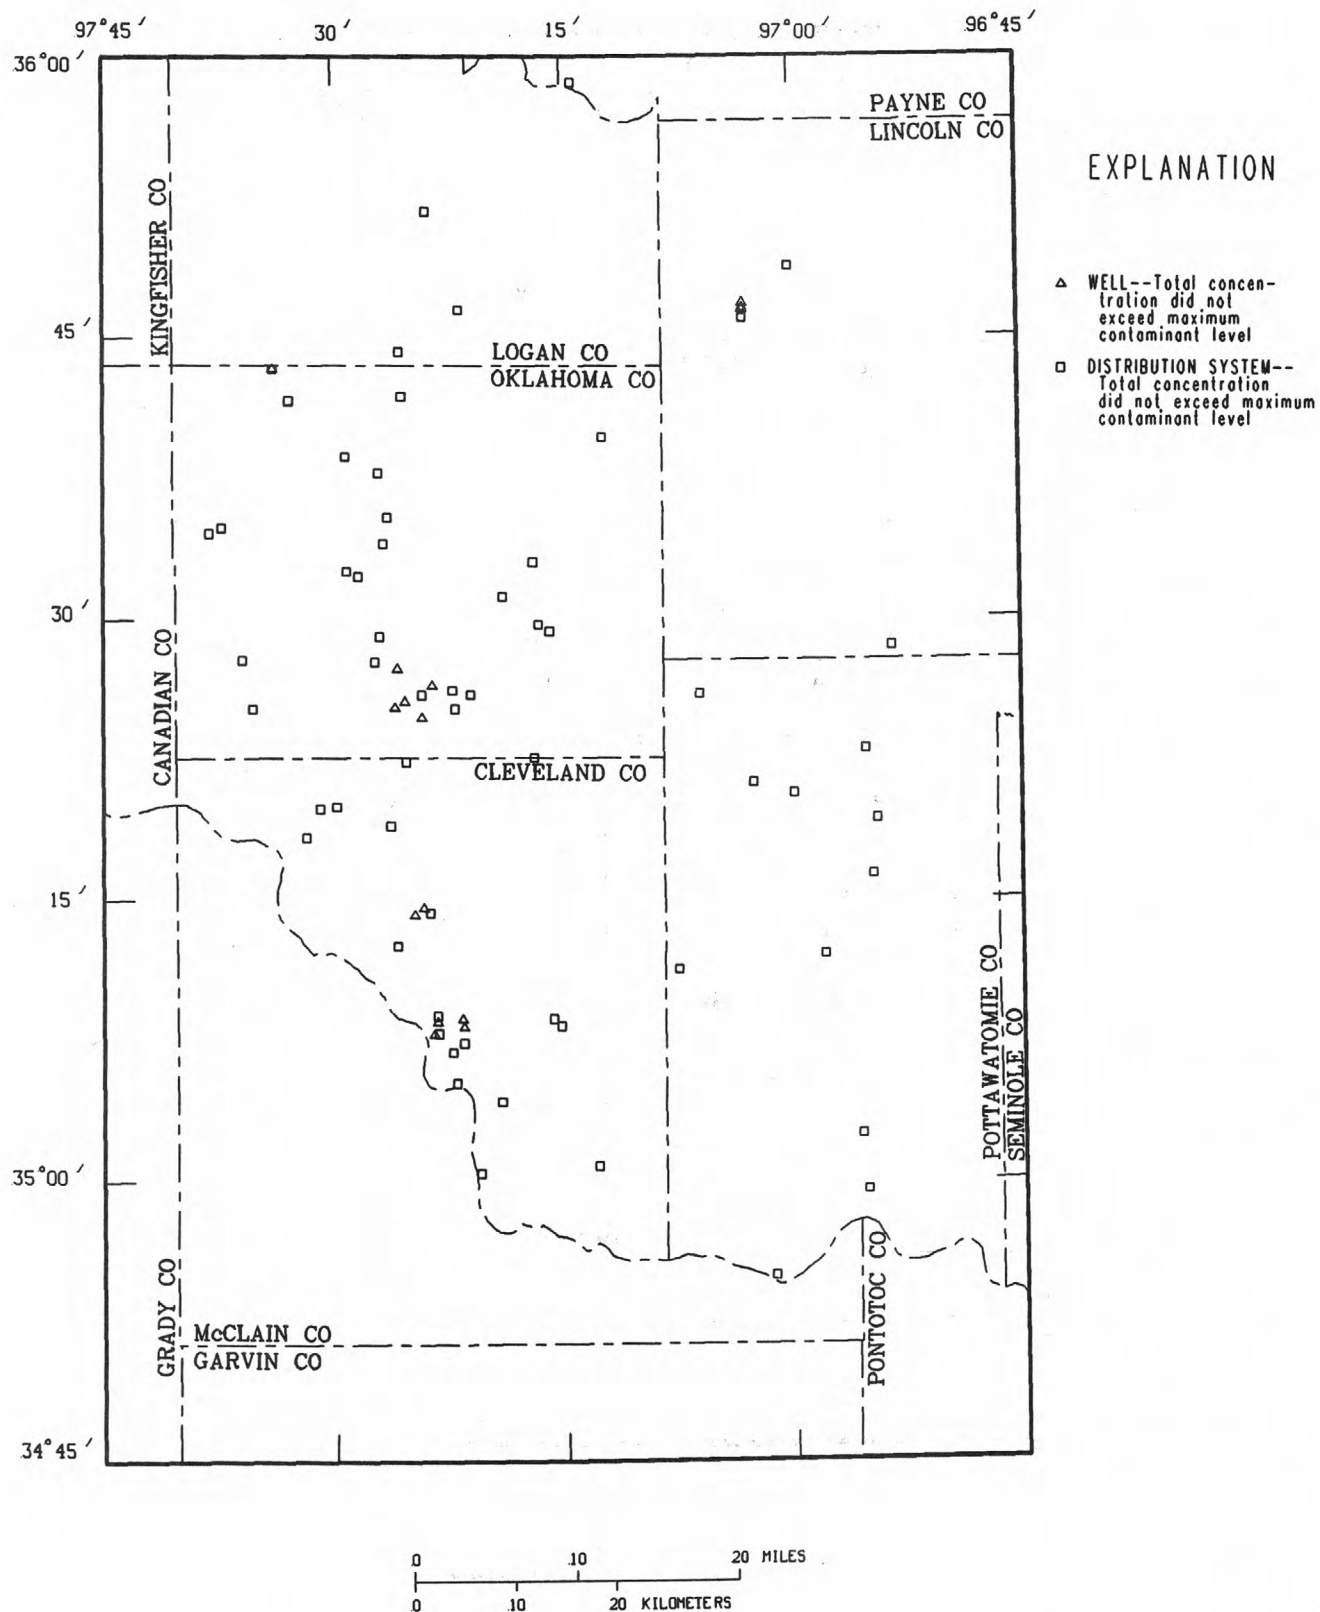 97°45′ 30′ 15′ 97°00′ 96°45′
36°00′
PAYNE CO
LINCOLN CO
EXPLANATION
KINGFISHER CO
WELL--Total concen-
tration did not
exceed maximum
contaminant level
45′
LOGAN CO
OKLAHOMA CO
DISTRIBUTION SYSTEM--
Total concentration
did not exceed maximum
contaminant level
30′
CANADIAN CO
CLEVELAND CO
15′
POTTAWATOMIE CO
SEMINOLE CO
35°00′
GRADY CO
PONTOTOC CO
McCLAIN CO
GARVIN CO
34°45′
0 10 20 MILES
0 10 20 KILOMETERS